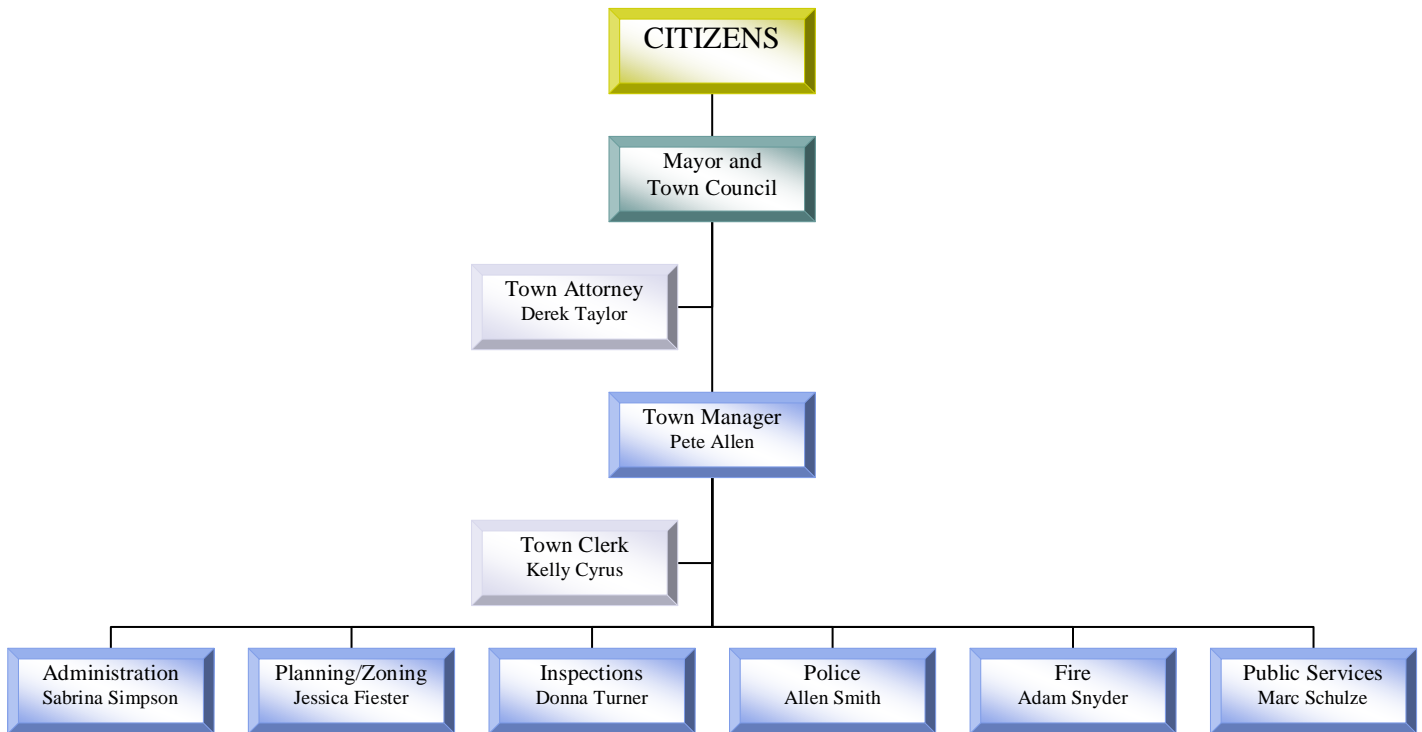 CITIZENS
Mayor and
Town Council
Town Attorney
Derek Taylor
Town Manager
Pete Allen
Town Clerk
Kelly Cyrus
Administration
Sabrina Simpson
Planning/Zoning
Jessica Fiester
Inspections
Donna Turner
Police
Allen Smith
Fire
Adam Snyder
Public Services
Marc Schulze